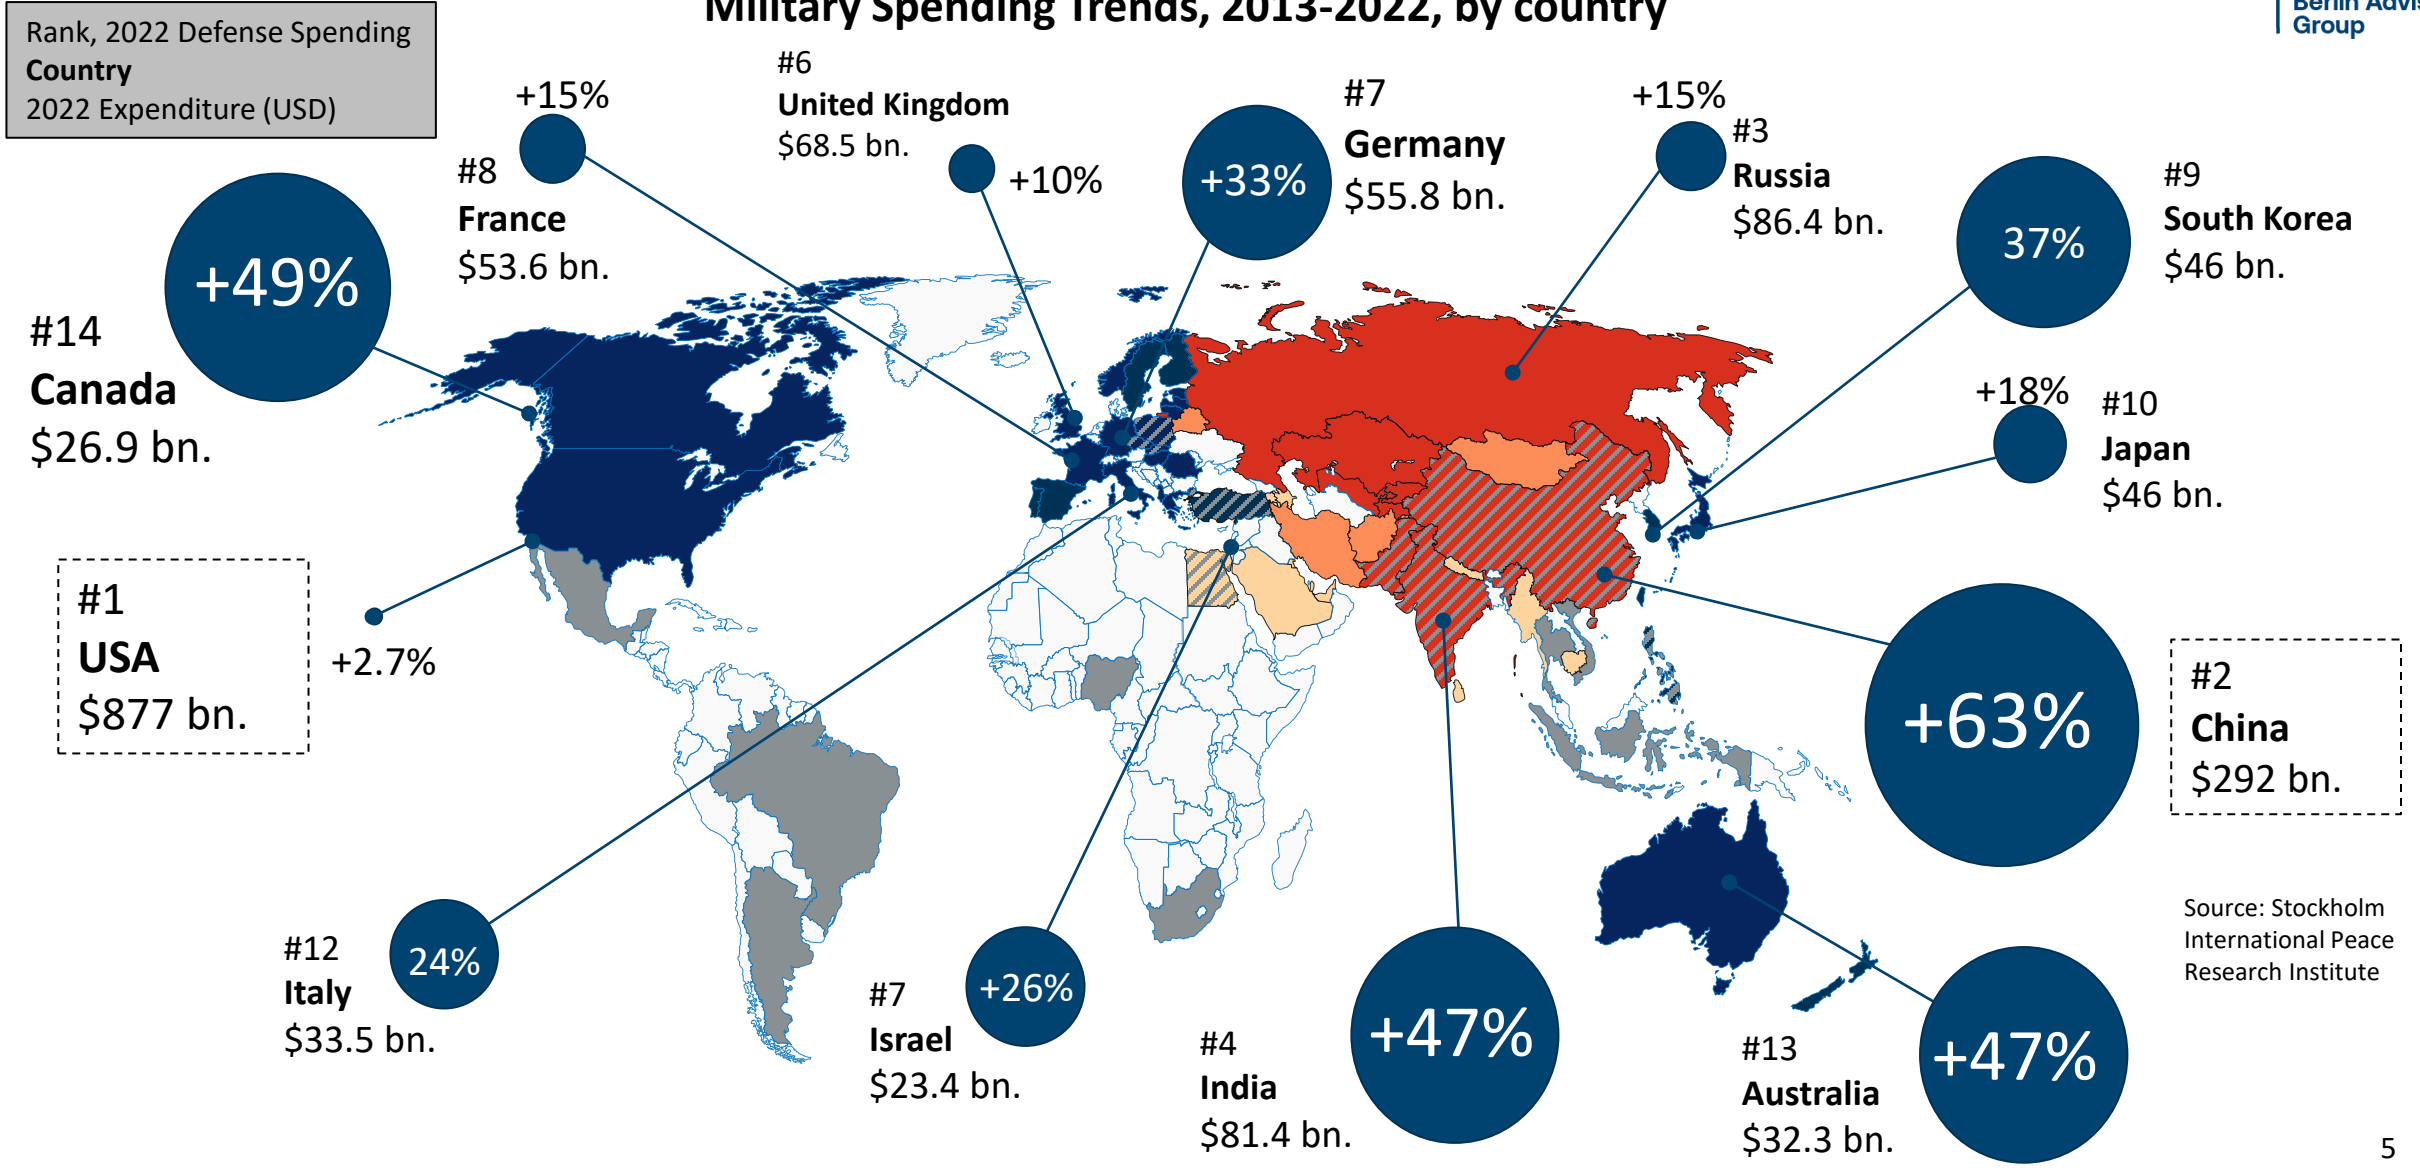 Military Spending Trends, 2013-2022, by country
Group
Rank, 2022 Defense Spending
Country
2022 Expenditure (USD)
+49%
#14
Canada
$26.9 bn.
+15%
#8
France
$53.6 bn.
#6
United Kingdom
$68.5 bn.
+10%
+33%
#7
Germany
$55.8 bn.
+15%
#3
Russia
$86.4 bn.
37%
#9
South Korea
$46 bn.
+18%
#10
Japan
$46 bn.
#1
USA
$877 bn.
+2.7%
+63%
#2
China
$292 bn.
#12
Italy
$33.5 bn.
24%
#7
Israel
$23.4 bn.
+26%
#4
India
$81.4 bn.
+47%
#13
Australia
$32.3 bn.
+47%
Source: Stockholm
International Peace
Research Institute
5